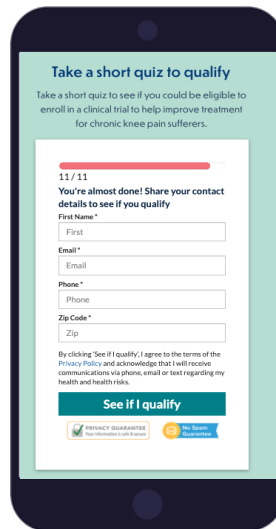 Take a short quiz to qualify
Take a short quiz to see if you could be eligible to
enroll in a clinical trial to help improve treatment
for chronic knee pain sufferers.
11 / 11
You're almost done! Share your contact
details to see if you qualify
First Name *
First
Email *
Email
Phone *
Phone
Zip Code *
Zip
By clicking 'See if I qualify', I agree to the terms of the
Privacy Policy and acknowledge that I will receive
communications via phone, email or text regarding my
health and health risks.
See if I qualify
PRIVACY GUARANTEE
Your information is safe & secure
No Spam
Guarantee